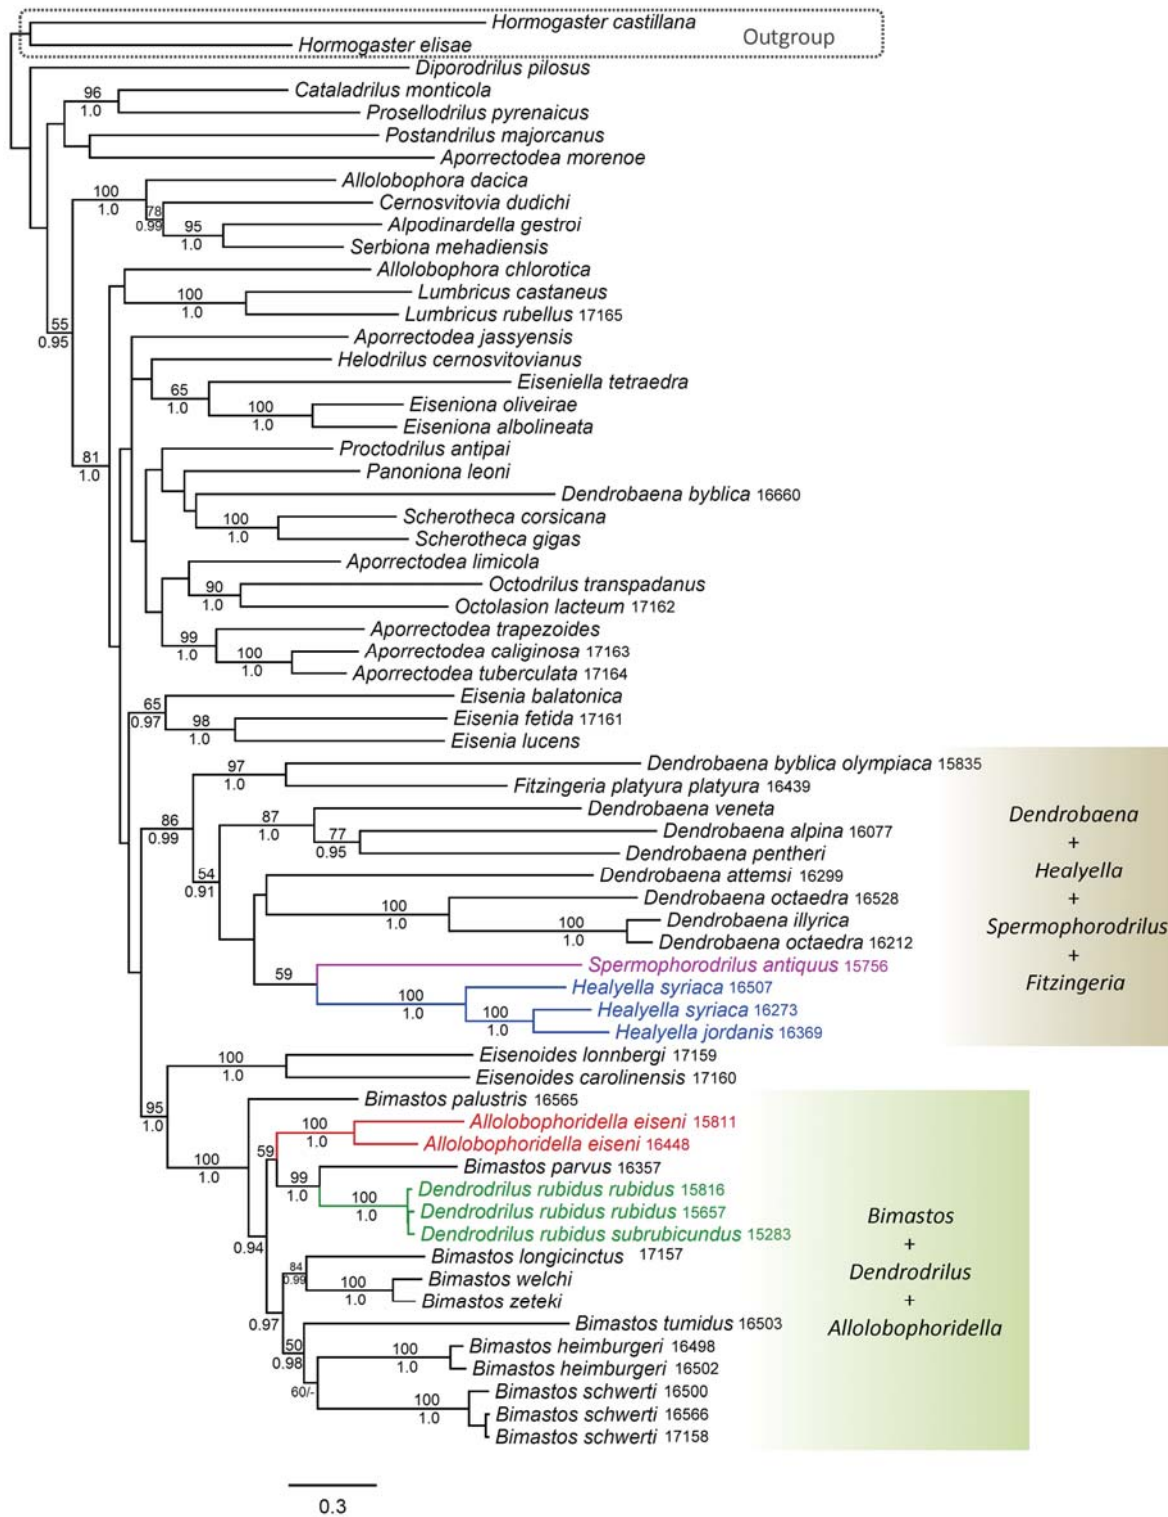 Hormogaster castillana
Outgroup
Hormogaster elisae
Diporodrilus pilosus
96
1.0
Cataladrilus monticola
Prosellodrilus pyrenaicus
Postandrilus majorcanus
Aporrectodea morenoe
100
1.0
Allolobophora dacica
78
0.99
Cernosvitovia dudichi
95
1.0
Alpodinardella gestroi
Serbiona mehadiensis
Allolobophora chlorotica
100
1.0
Lumbricus castaneus
Lumbricus rubellus 17165
55
0.95
Aporrectodea jassyensis
Helodrilus cernosvitovianus
65
1.0
Eiseniella tetraedra
100
1.0
Eiseniona oliveirae
Eiseniona albolineata
81
1.0
Proctodrilus antipai
Panoniona leoni
Dendrobaena byblica 16660
100
1.0
Scherotheca corsicana
Scherotheca gigas
Aporrectodea limicola
90
1.0
Octodrilus transpadanus
Octolasion lacteum 17162
99
1.0
Aporrectodea trapezoides
100
1.0
Aporrectodea caliginosa 17163
Aporrectodea tuberculata 17164
65
0.97
Eisenia balatonica
98
1.0
Eisenia fetida 17161
Eisenia lucens
97
1.0
Dendrobaena byblica olympiaca 15835
Fitzingeria platyura platyura 16439
86
0.99
87
1.0
Dendrobaena veneta
77
0.95
Dendrobaena alpina 16077
Dendrobaena pentheri
54
0.91
Dendrobaena attemsi 16299
100
1.0
Dendrobaena octaedra 16528
100
1.0
Dendrobaena illyrica
Dendrobaena octaedra 16212
59
Spermophorodrilus antiquus 15756
100
1.0
Healyella syriaca 16507
100
1.0
Healyella syriaca 16273
Healyella jordanis 16369
Dendrobaena
+
Healyella
+
Spermophorodrilus
+
Fitzingeria
100
1.0
Eisenoides lonnbergi 17159
Eisenoides carolinensis 17160
95
1.0
Bimastos palustris 16565
100
1.0
Allolobophoridella eiseni 15811
Allolobophoridella eiseni 16448
100
1.0
59
99
1.0
Bimastos parvus 16357
100
1.0
Dendrodrilus rubidus rubidus 15816
Dendrodrilus rubidus rubidus 15657
Dendrodrilus rubidus subrubicundus 15283
0.94
84
0.99
Bimastos longicinctus 17157
100
1.0
Bimastos welchi
Bimastos zeteki
0.97
50
0.98
Bimastos tumidus 16503
100
1.0
Bimastos heimburgeri 16498
Bimastos heimburgeri 16502
60/-
100
1.0
Bimastos schwerti 16500
Bimastos schwerti 16566
Bimastos schwerti 17158
Bimastos
+
Dendrodrilus
+
Allolobophoridella
0.3